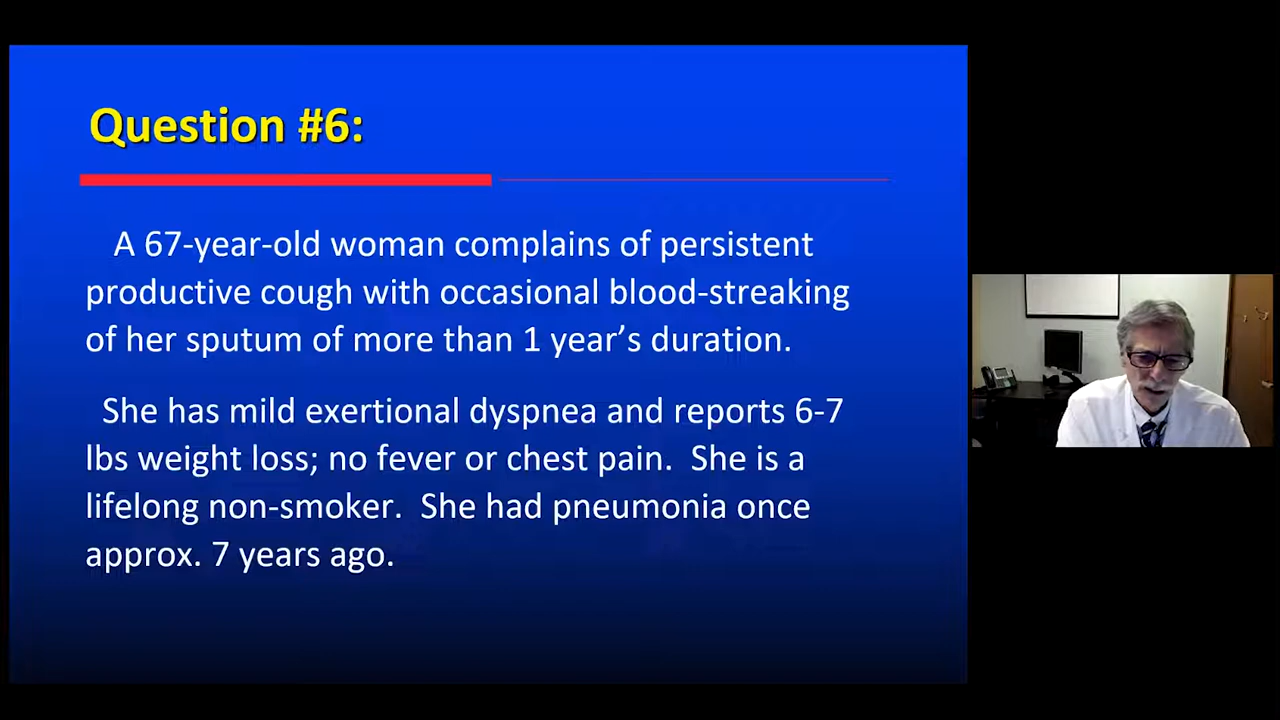 Question #6:
A 67-year-old woman complains of persistent
productive cough with occasional blood-streaking
of her sputum of more than 1 year’s duration.
She has mild exertional dyspnea and reports 6-7
lbs weight loss; no fever or chest pain.  She is a
lifelong non-smoker.  She had pneumonia once
approx. 7 years ago.